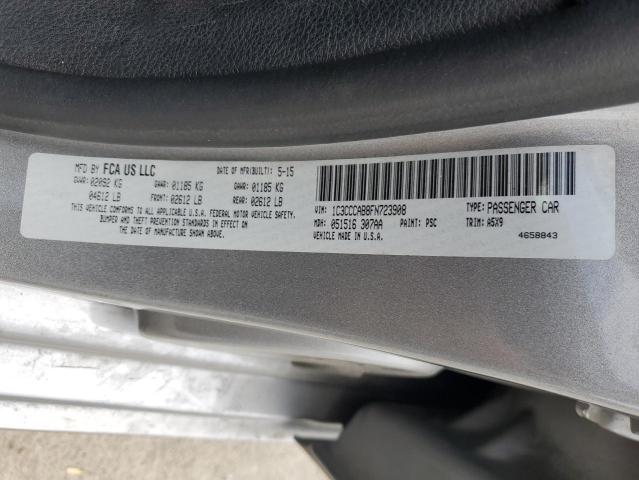 MFD BY FCA US LLC DATE OF MFR(BUILT): 5-15
GVWR: 02092 KG GAWR: 01185 KG GAWR: 01185 KG
04612 LB FRONT: 02612 LB REAR: 02612 LB
THIS VEHICLE CONFORMS TO ALL APPLICABLE U.S.A. FEDERAL MOTOR VEHICLE SAFETY,
BUMPER AND THEFT PREVENTION STANDARDS IN EFFECT ON
THE DATE OF MANUFACTURE SHOWN ABOVE.
VIN: 1C3CCCAB8FN723908 TYPE: PASSENGER CAR
MDH: 051516 307AA PAINT: PSC TRIM: A5X9
VEHICLE MADE IN U.S.A. 4658843